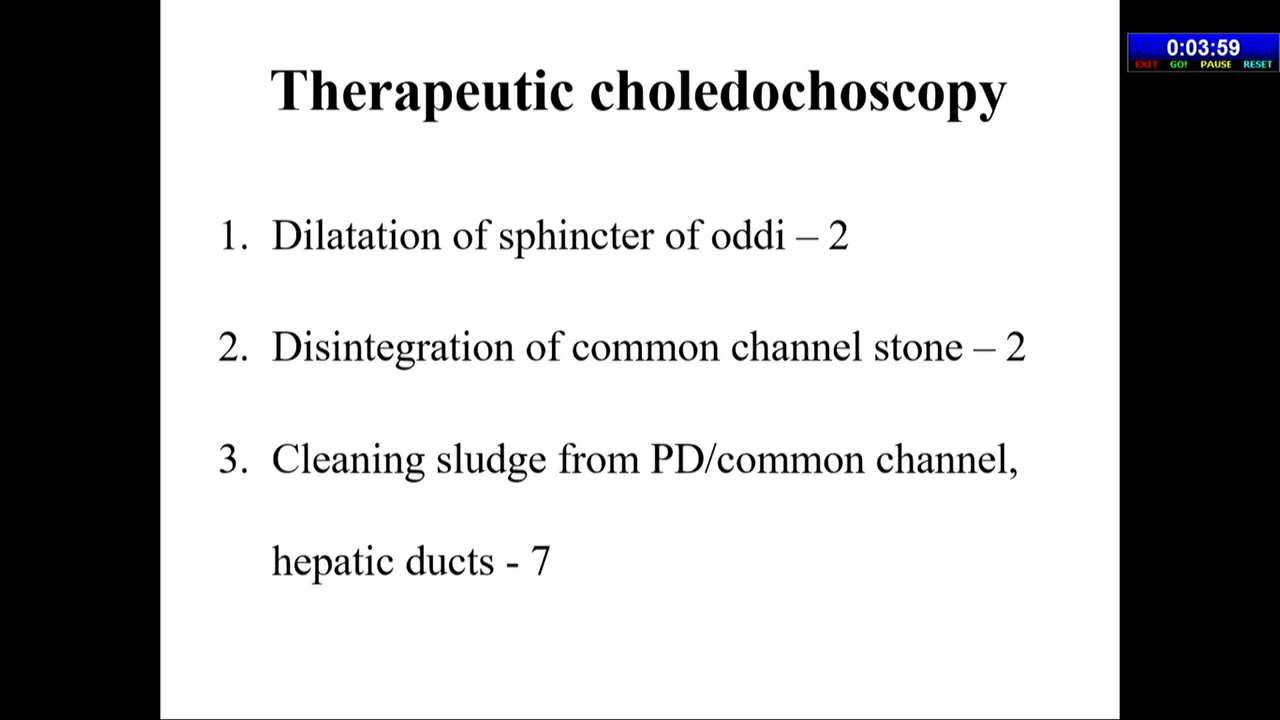 0:03:59
EXIT GO! PAUSE RESET
Therapeutic choledochoscopy
1. Dilatation of sphincter of oddi – 2
2. Disintegration of common channel stone – 2
3. Cleaning sludge from PD/common channel,
hepatic ducts - 7